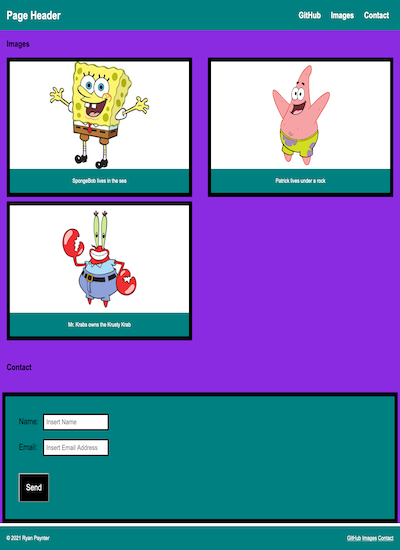 Page Header
GitHub Images Contact
Images
SpongeBob lives in the sea
Patrick lives under a rock
Mr. Krabs owns the Krusty Krab
Contact
Name: Insert Name
Email: Insert Email Address
Send
© 2021 Ryan Paynter
GitHub Images Contact